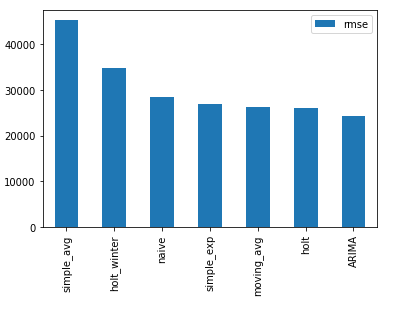 rmse
40000
30000
20000
10000
0
simple_avg
holt_winter
naive
simple_exp
moving_avg
holt
ARIMA